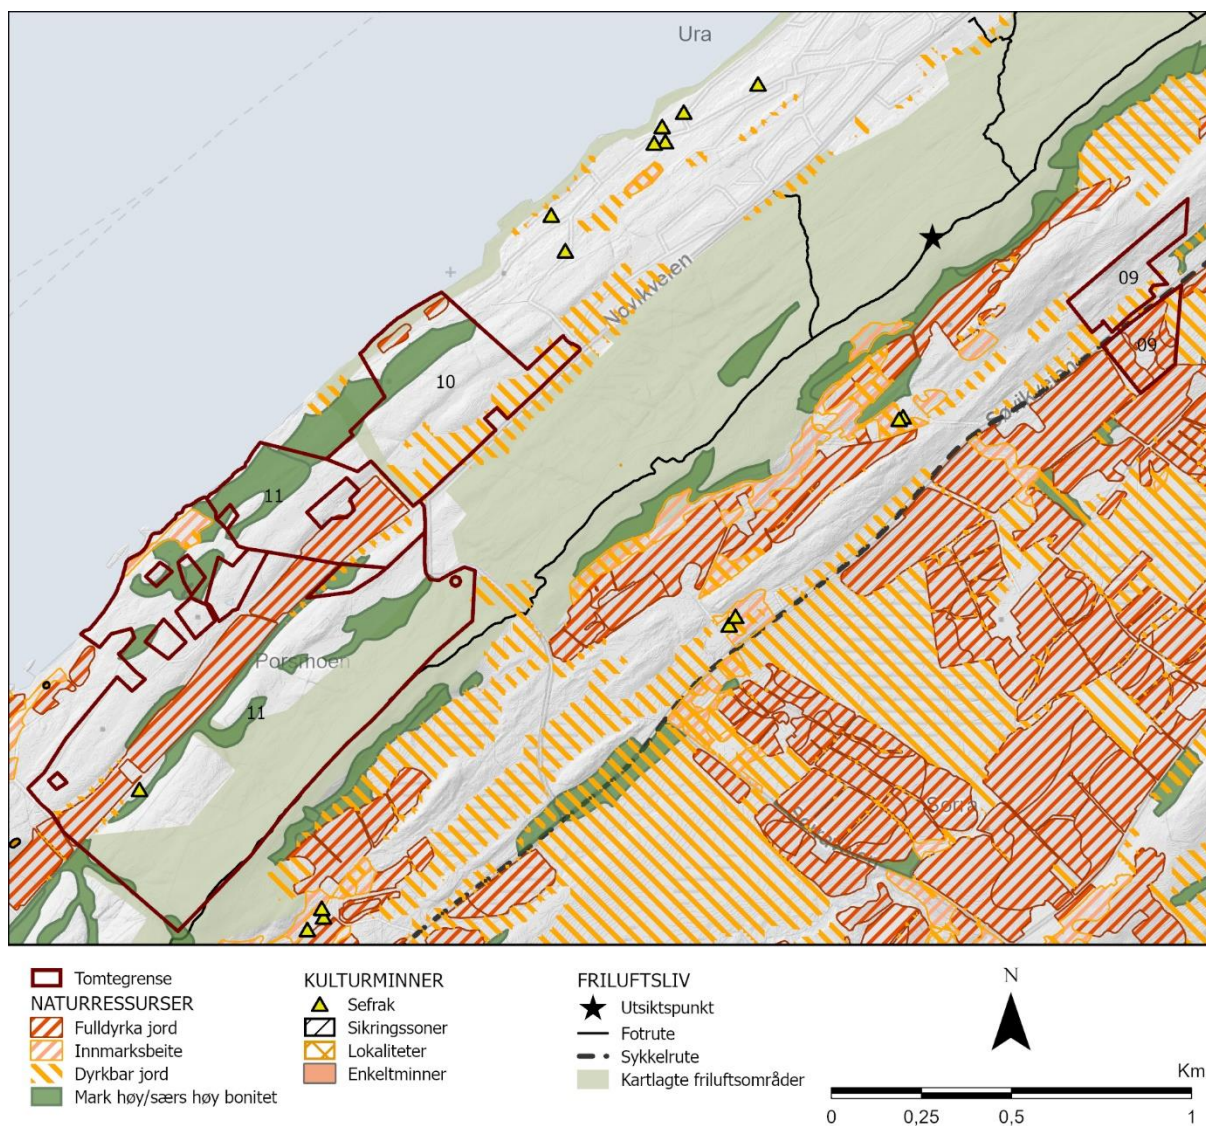 Ura
Novikveien
09
09
10
11
Porsmoen
11
Sorra
Tomtegrense
NATURRESSURSER
Fulldyrka jord
Innmarksbeite
Dyrkbar jord
Mark høy/særs høy bonitet
KULTURMINNER
Sefrak
Sikringssoner
Lokaliteter
Enkeltminner
FRILUFTSLIV
Utsiktspunkt
Fotrute
Sykkelrute
Kartlagte friluftsområder
N
Km
0 0,25 0,5 1